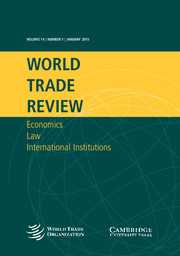 VOLUME 14 | NUMBER 1 | JANUARY 2015
WORLD
TRADE
REVIEW
Economics
Law
International Institutions
WORLD TRADE
ORGANIZATION
CAMBRIDGE
UNIVERSITY PRESS